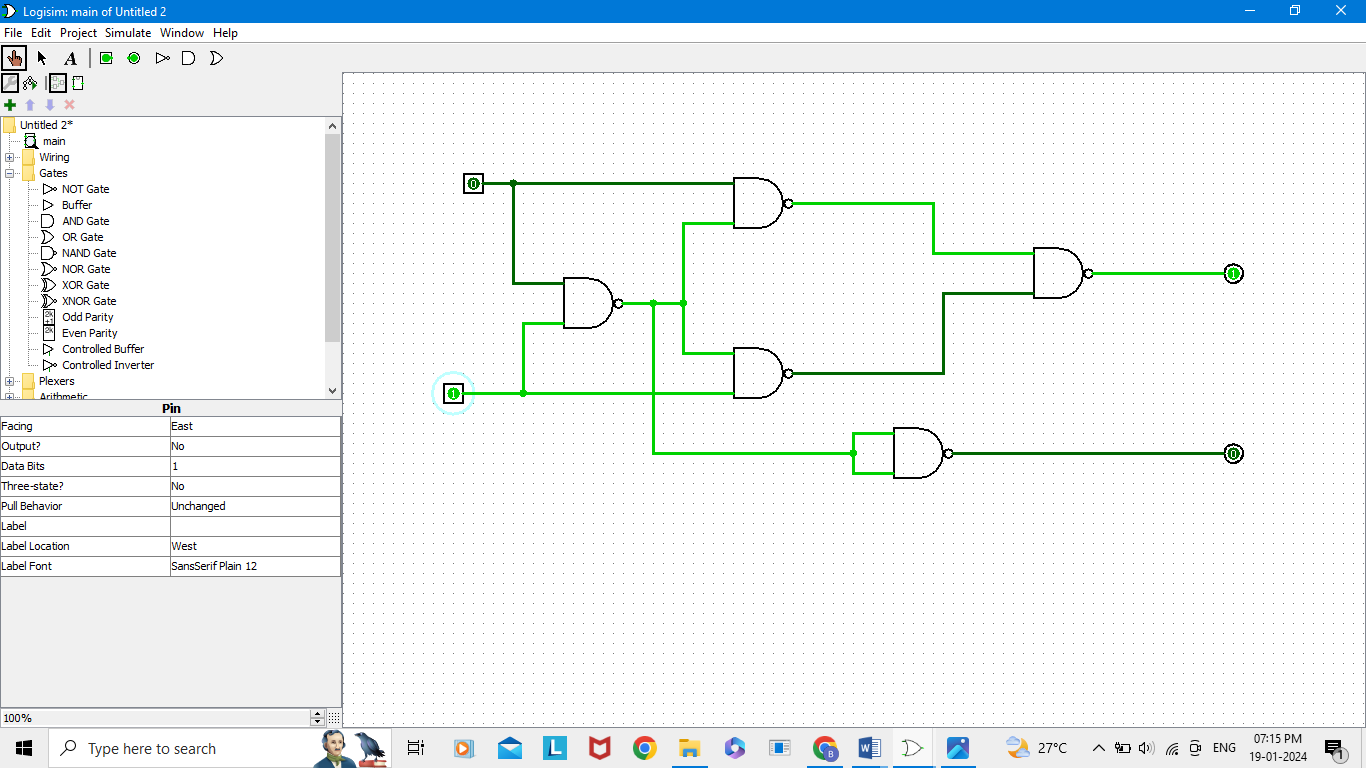 Logisim: main of Untitled 2
File Edit Project Simulate Window Help
A
Untitled 2*
main
Wiring
Gates
NOT Gate
Buffer
AND Gate
OR Gate
NAND Gate
NOR Gate
XOR Gate
XNOR Gate
Odd Parity
Even Parity
Controlled Buffer
Controlled Inverter
Plexers
Arithmetic
Pin
Facing East
Output? No
Data Bits 1
Three-state? No
Pull Behavior Unchanged
Label
Label Location West
Label Font SansSerif Plain 12
100%
0
1
1
0
Type here to search
L
B
W
27°C
ENG
07:15 PM
19-01-2024
1